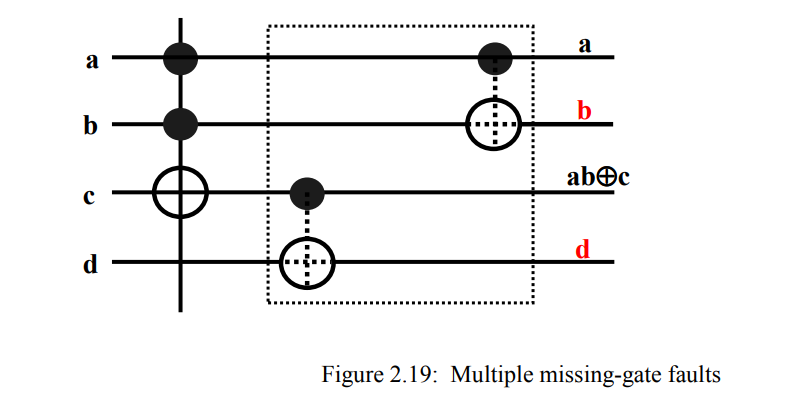 a a
b b
c ab⊕c
d d
Figure 2.19: Multiple missing-gate faults